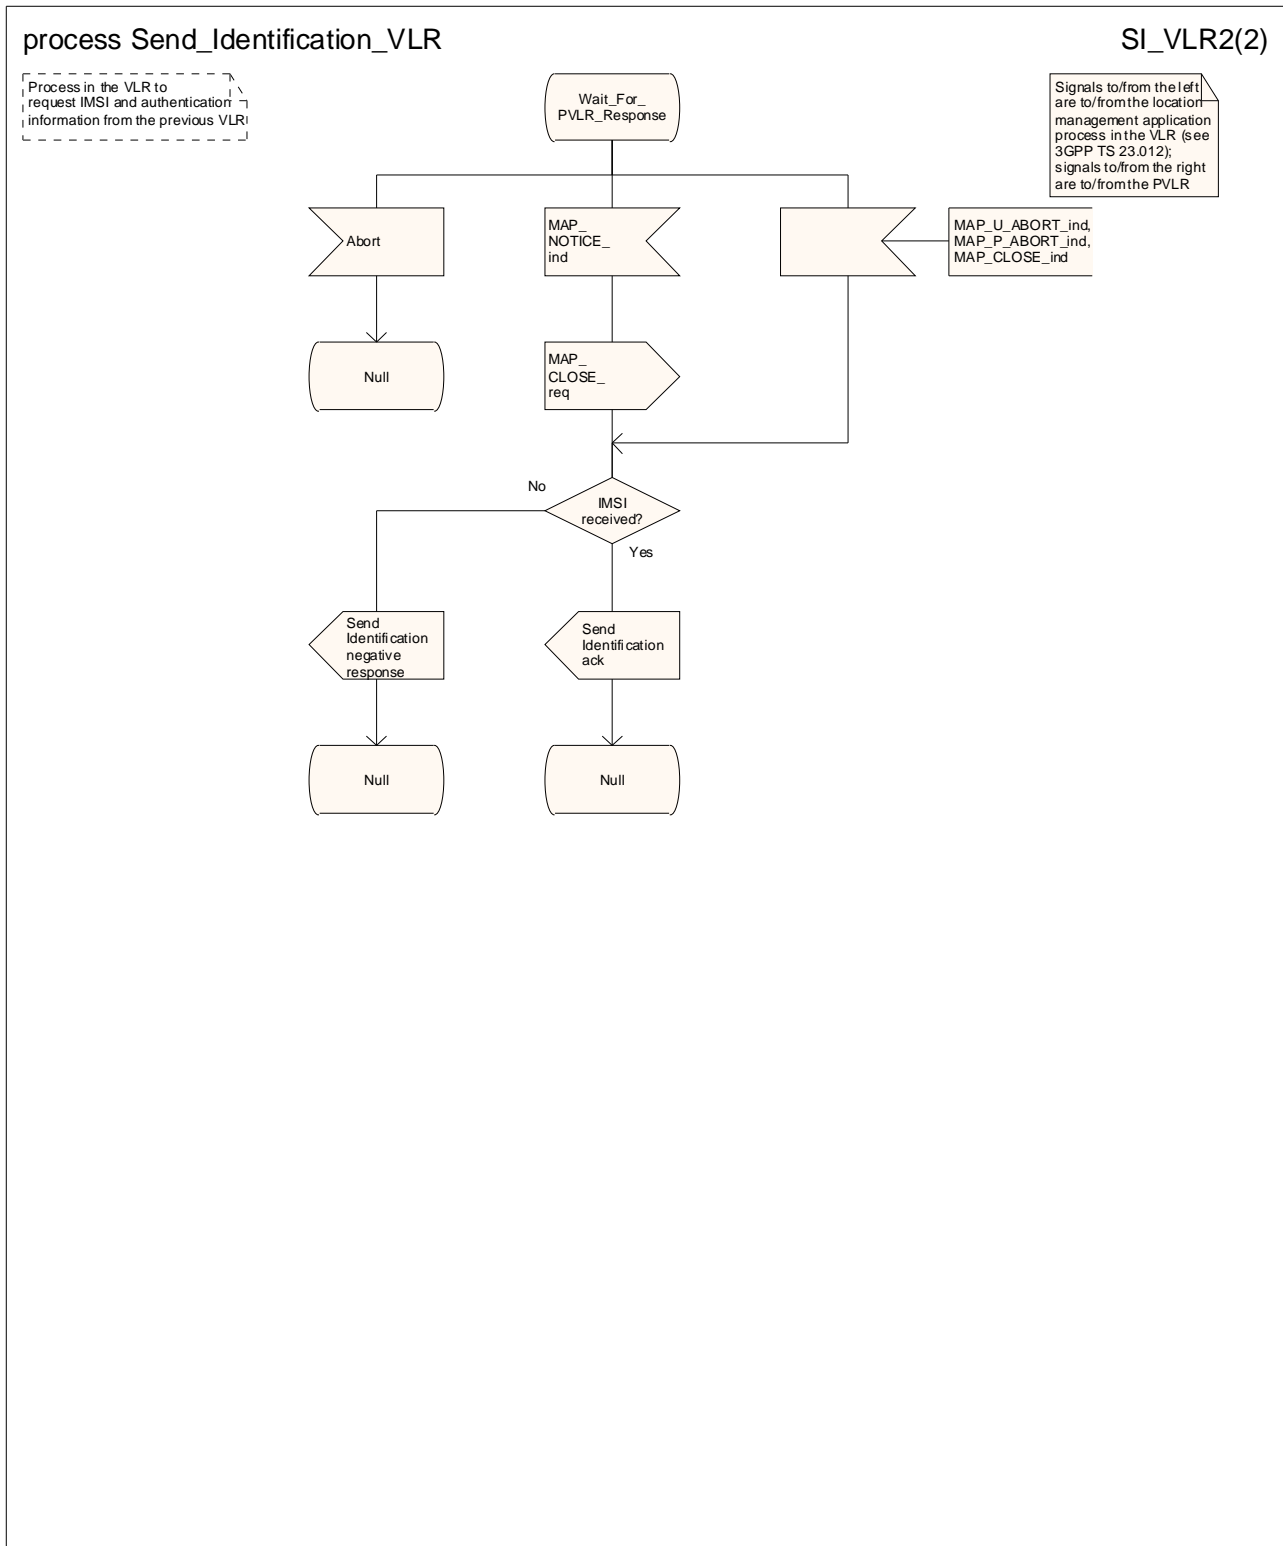 process Send_Identification_VLR
SI_VLR2(2)
Process in the VLR to
request IMSI and authentication
information from the previous VLR
Wait_For_
PVLR_Response
Signals to/from the left
are to/from the location
management application
process in the VLR (see
3GPP TS 23.012);
signals to/from the right
are to/from the PVLR
Abort
MAP_
NOTICE_
ind
MAP_U_ABORT_ind,
MAP_P_ABORT_ind,
MAP_CLOSE_ind
Null
MAP_
CLOSE_
req
No
IMSI
received?
Yes
Send
Identification
negative
response
Send
Identification
ack
Null
Null